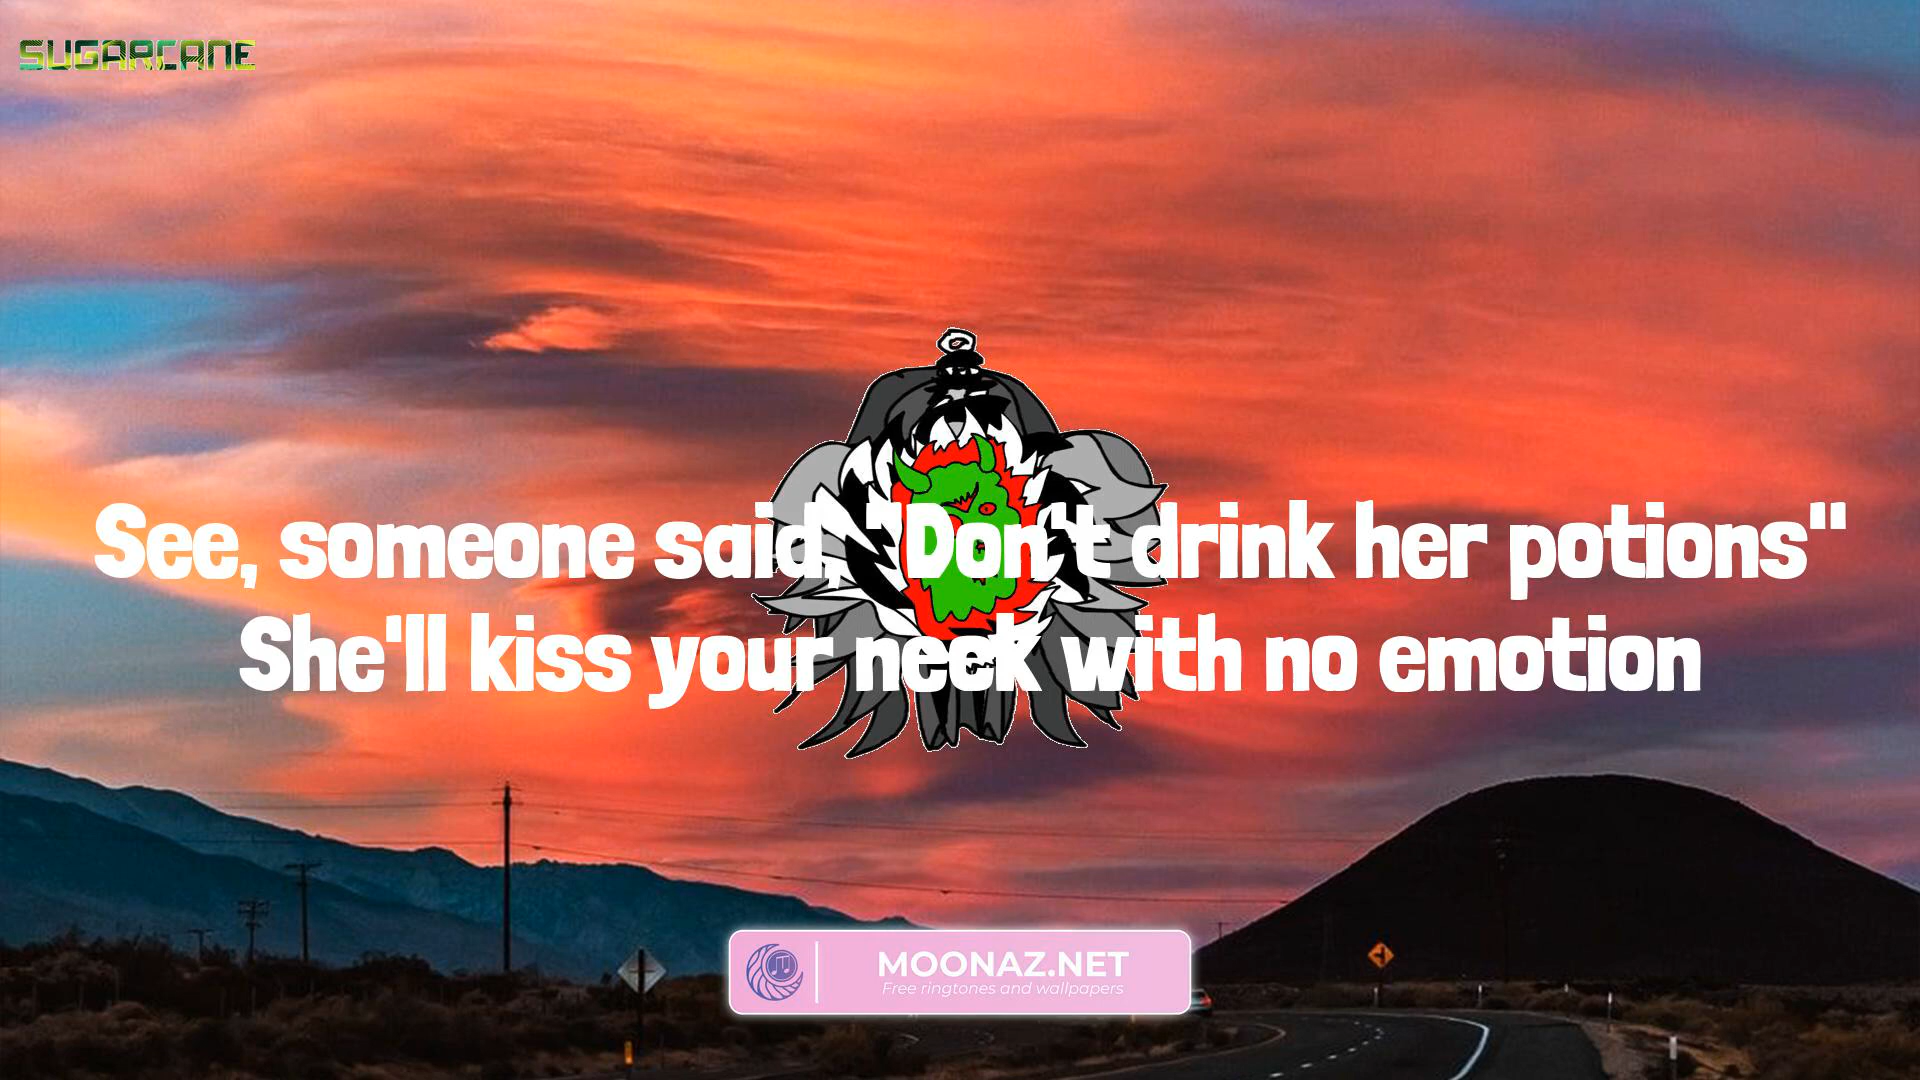 SUGARCANE
See, someone said, "Don't drink her potions"
She'll kiss your neck with no emotion
MOONAZ.NET
Free ringtones and wallpapers